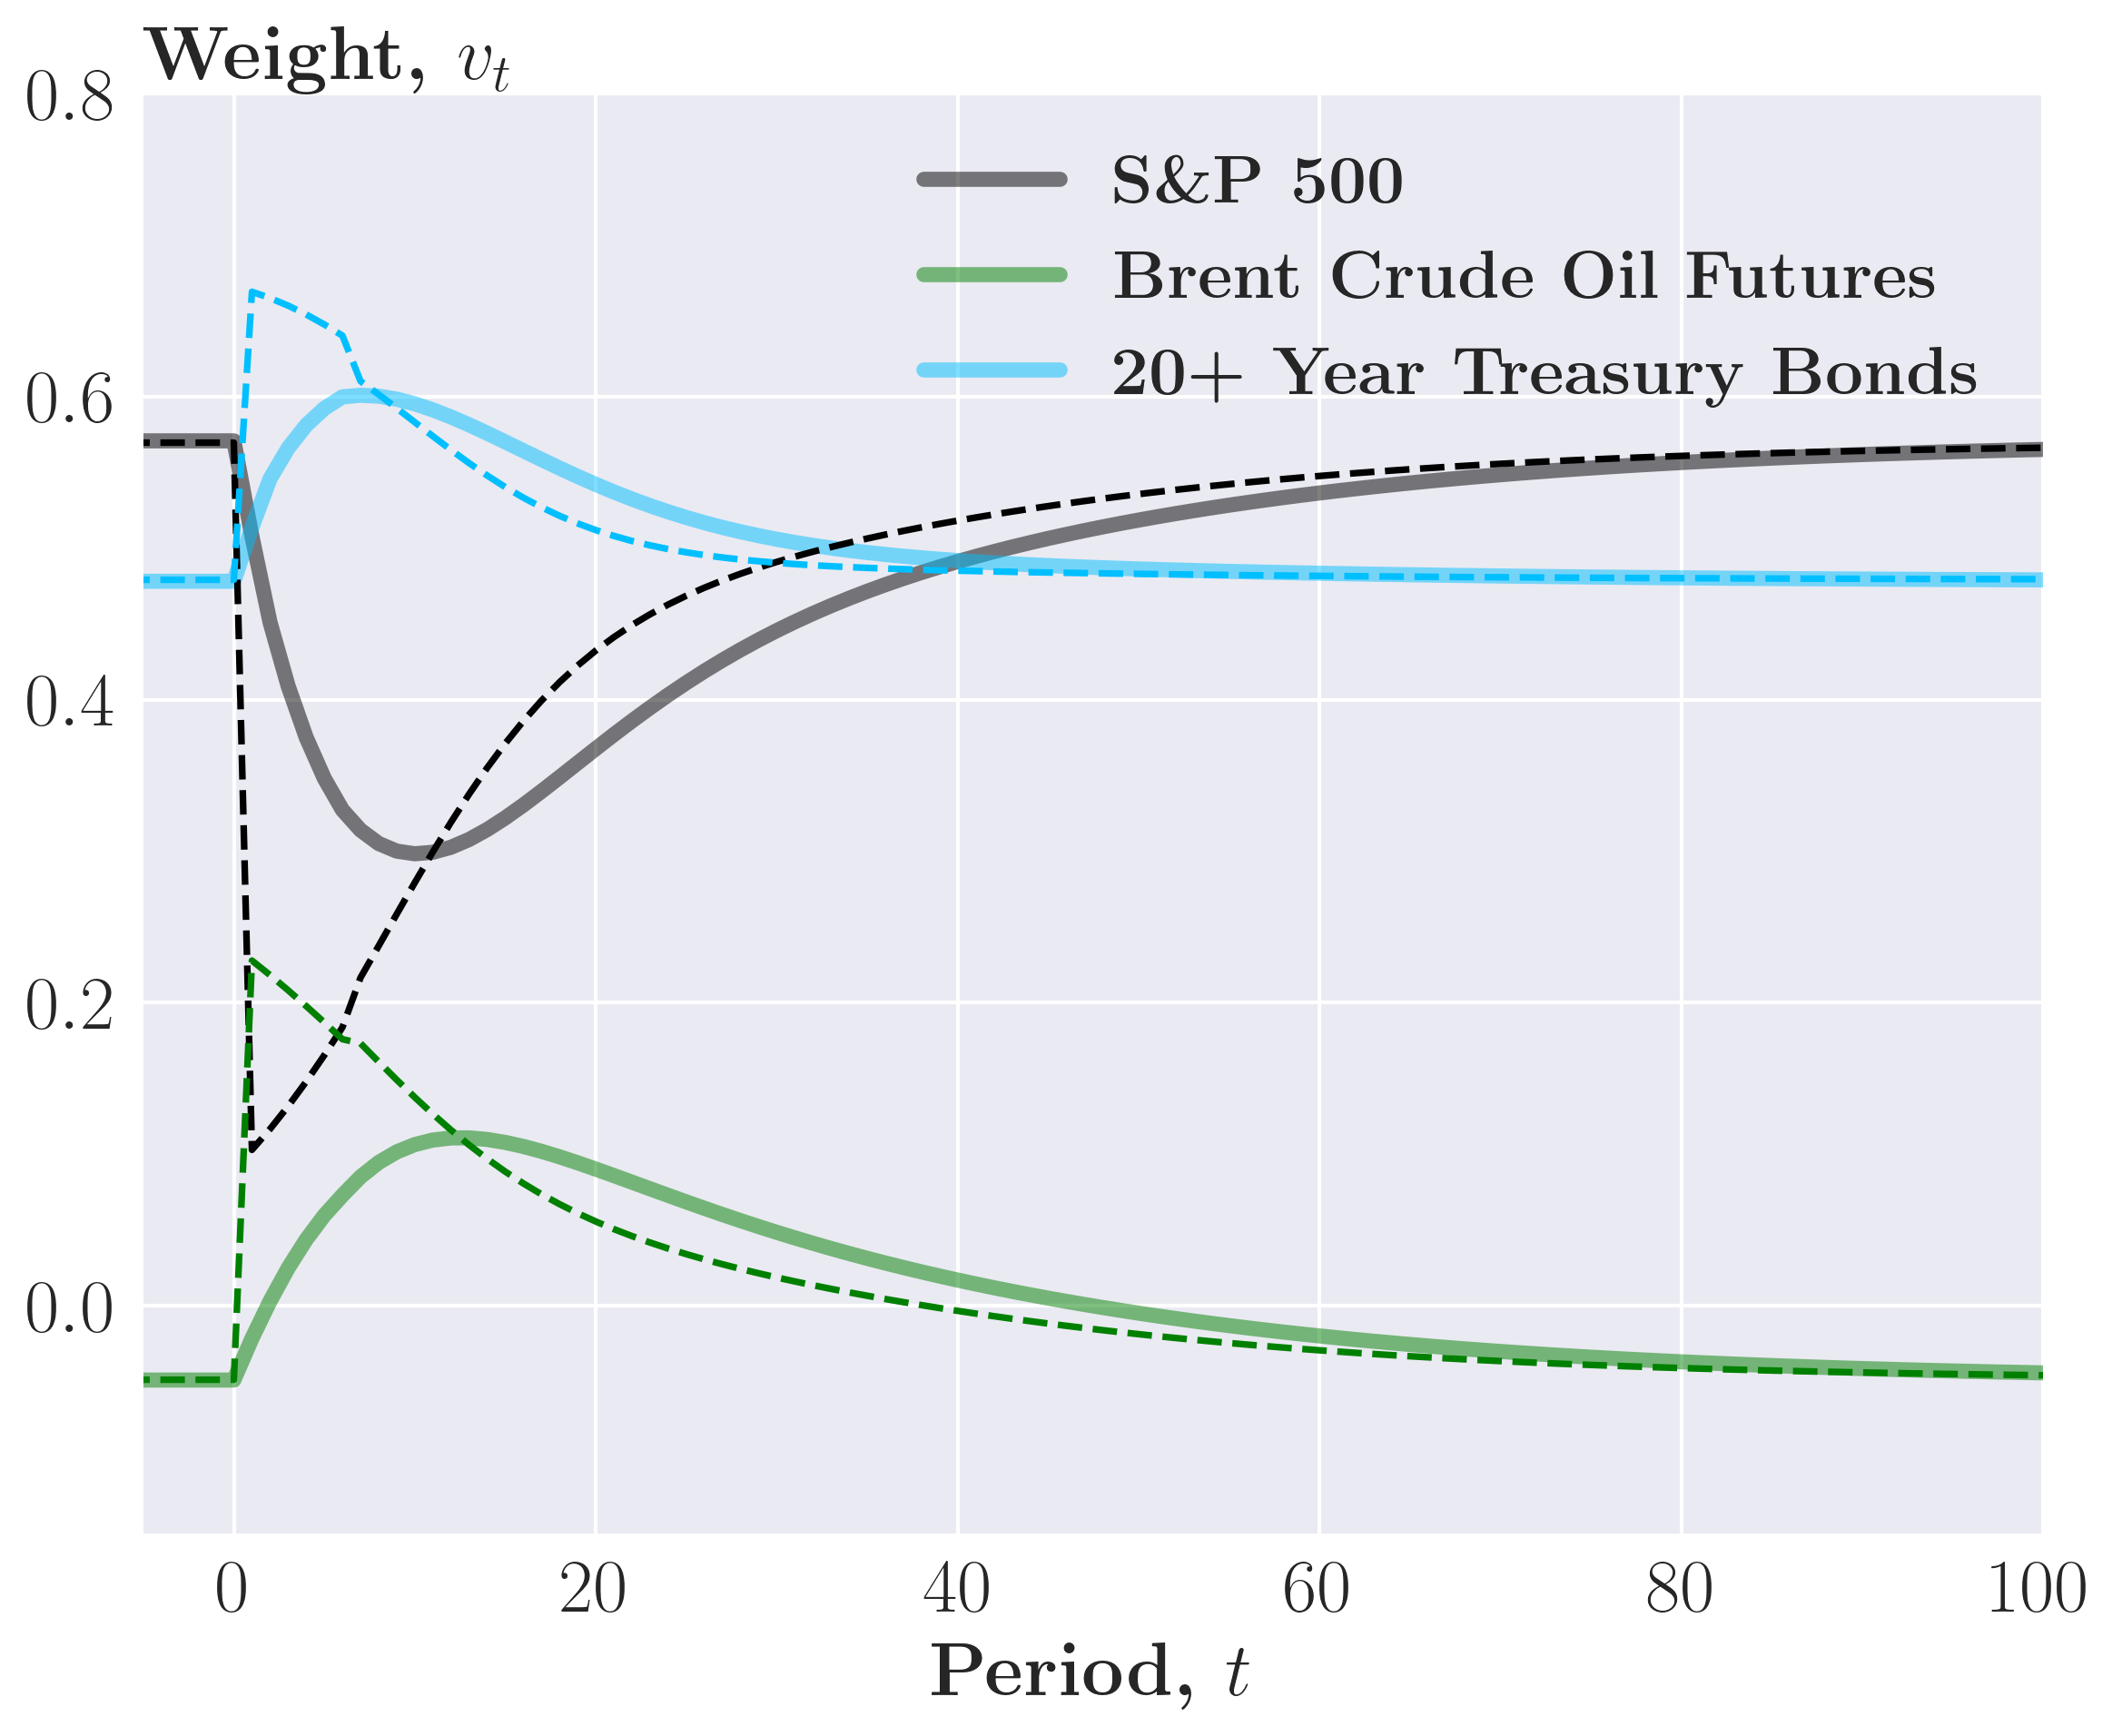 Weight, v_t
0.8
0.6
0.4
0.2
0.0
S&P 500
Brent Crude Oil Futures
20+ Year Treasury Bonds
0 20 40 60 80 100
Period, t